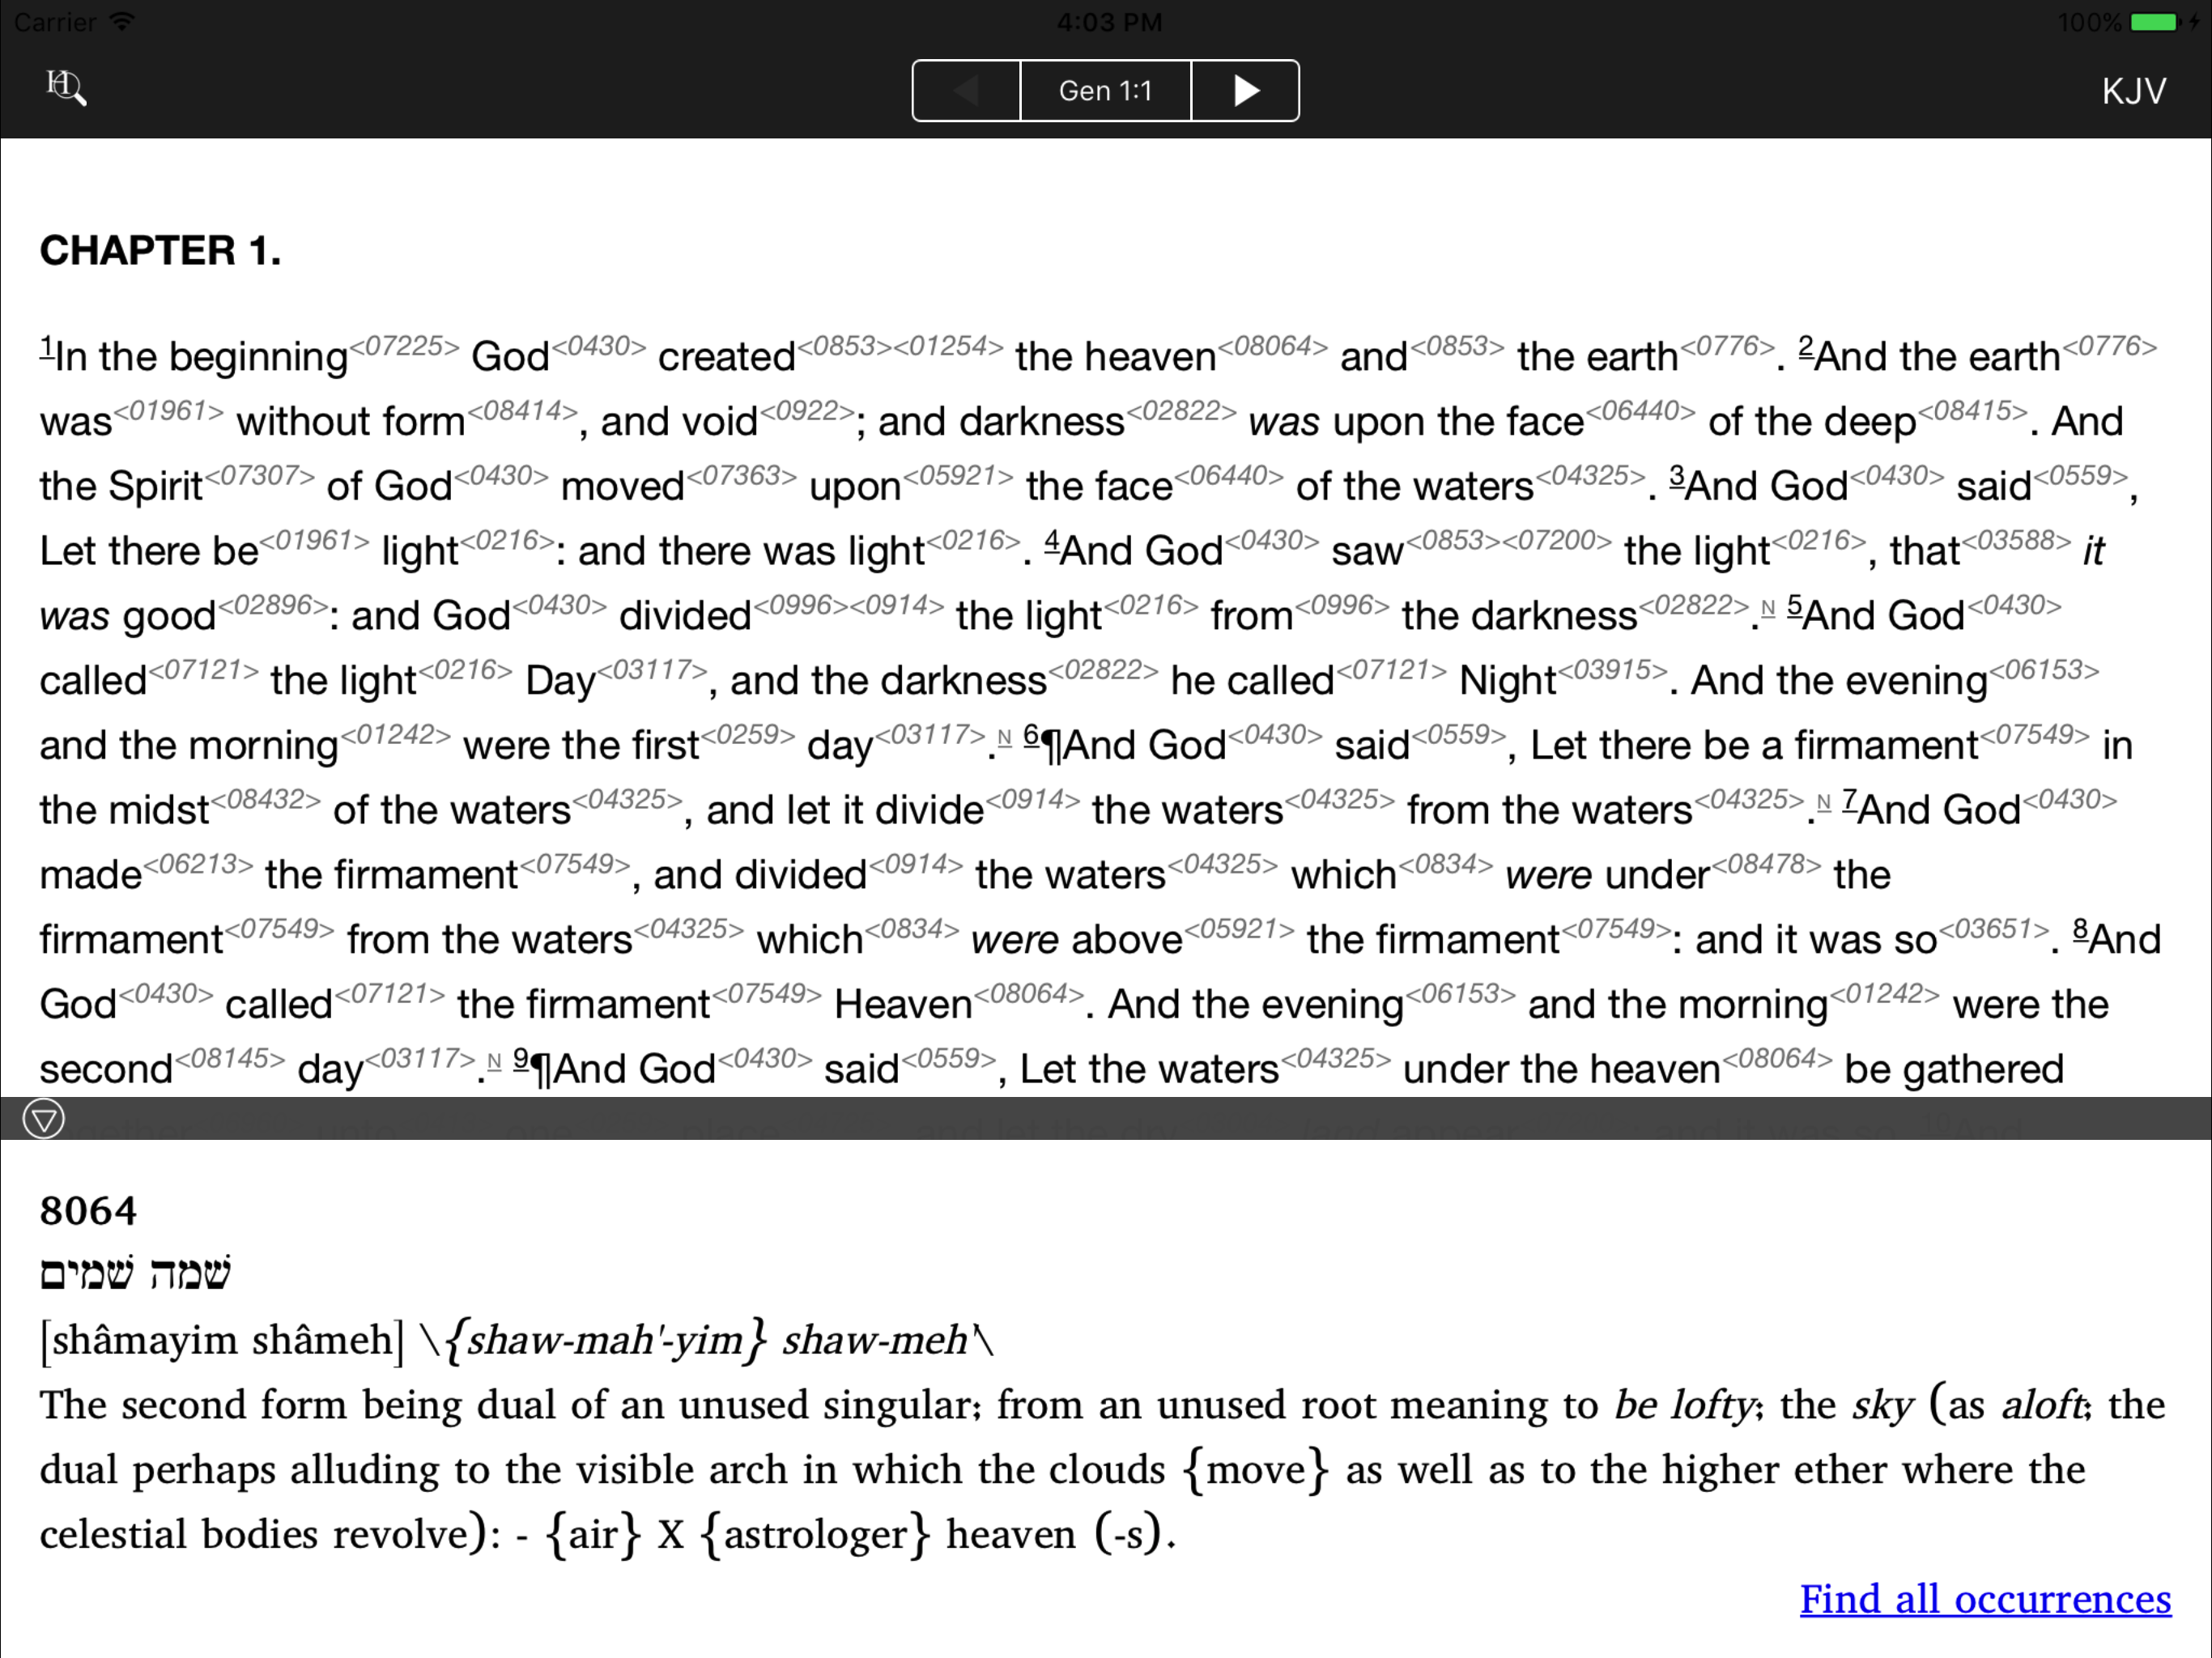 Carrier
4:03 PM
100%
Gen 1:1
KJV
CHAPTER 1.
1In the beginning<07225> God<0430> created<0853><01254> the heaven<08064> and<0853> the earth<0776>. 2And the earth<0776>
was<01961> without form<08414>, and void<0922>; and darkness<02822> was upon the face<06440> of the deep<08415>. And
the Spirit<07307> of God<0430> moved<07363> upon<05921> the face<06440> of the waters<04325>. 3And God<0430> said<0559>,
Let there be<01961> light<0216>: and there was light<0216>. 4And God<0430> saw<0853><07200> the light<0216>, that<03588> it
was good<02896>: and God<0430> divided<0996><0914> the light<0216> from<0996> the darkness<02822>.N 5And God<0430>
called<07121> the light<0216> Day<03117>, and the darkness<02822> he called<07121> Night<03915>. And the evening<06153>
and the morning<01242> were the first<0259> day<03117>.N 6¶And God<0430> said<0559>, Let there be a firmament<07549> in
the midst<08432> of the waters<04325>, and let it divide<0914> the waters<04325> from the waters<04325>.N 7And God<0430>
made<06213> the firmament<07549>, and divided<0914> the waters<04325> which<0834> were under<08478> the
firmament<07549> from the waters<04325> which<0834> were above<05921> the firmament<07549>: and it was so<03651>. 8And
God<0430> called<07121> the firmament<07549> Heaven<08064>. And the evening<06153> and the morning<01242> were the
second<08145> day<03117>.N 9¶And God<0430> said<0559>, Let the waters<04325> under the heaven<08064> be gathered
8064
שׁמה שׁמים
[shâmayim shâmeh] \{shaw-mah'-yim} shaw-meh'\
The second form being dual of an unused singular; from an unused root meaning to be lofty; the sky (as aloft; the
dual perhaps alluding to the visible arch in which the clouds {move} as well as to the higher ether where the
celestial bodies revolve): - {air} X {astrologer} heaven (-s).
Find all occurrences